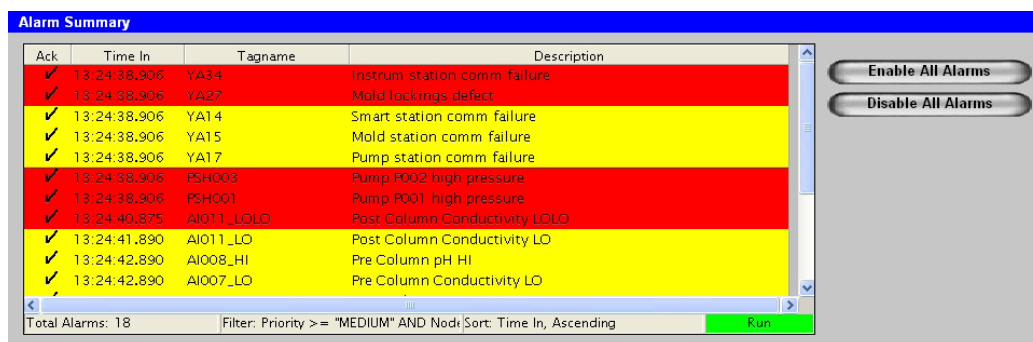 Alarm Summary
Ack Time In Tagname Description
13:24:38.906 YA34 Instrum station comm failure
13:24:38.906 YA27 Mold lockings defect
13:24:38.906 YA14 Smart station comm failure
13:24:38.906 YA15 Mold station comm failure
13:24:38.906 YA17 Pump station comm failure
13:24:38.906 PSH003 Pump P002 high pressure
13:24:38.906 PSH001 Pump P001 high pressure
13:24:40.875 AI011_LOLO Post Column Conductivity LOLO
13:24:41.890 AI011_LO Post Column Conductivity LO
13:24:42.890 AI008_HI Pre Column pH HI
13:24:42.890 AI007_LO Pre Column Conductivity LO
Total Alarms: 18 Filter: Priority >= "MEDIUM" AND Node Sort: Time In, Ascending Run
Enable All Alarms
Disable All Alarms